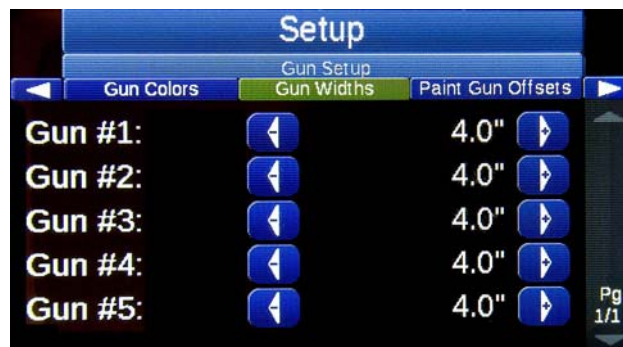 Setup
Gun Setup
Gun Colors Gun Widths Paint Gun Offsets
Gun #1: - 4.0" +
Gun #2: - 4.0" +
Gun #3: - 4.0" +
Gun #4: - 4.0" +
Gun #5: - 4.0" +
Pg
1/1